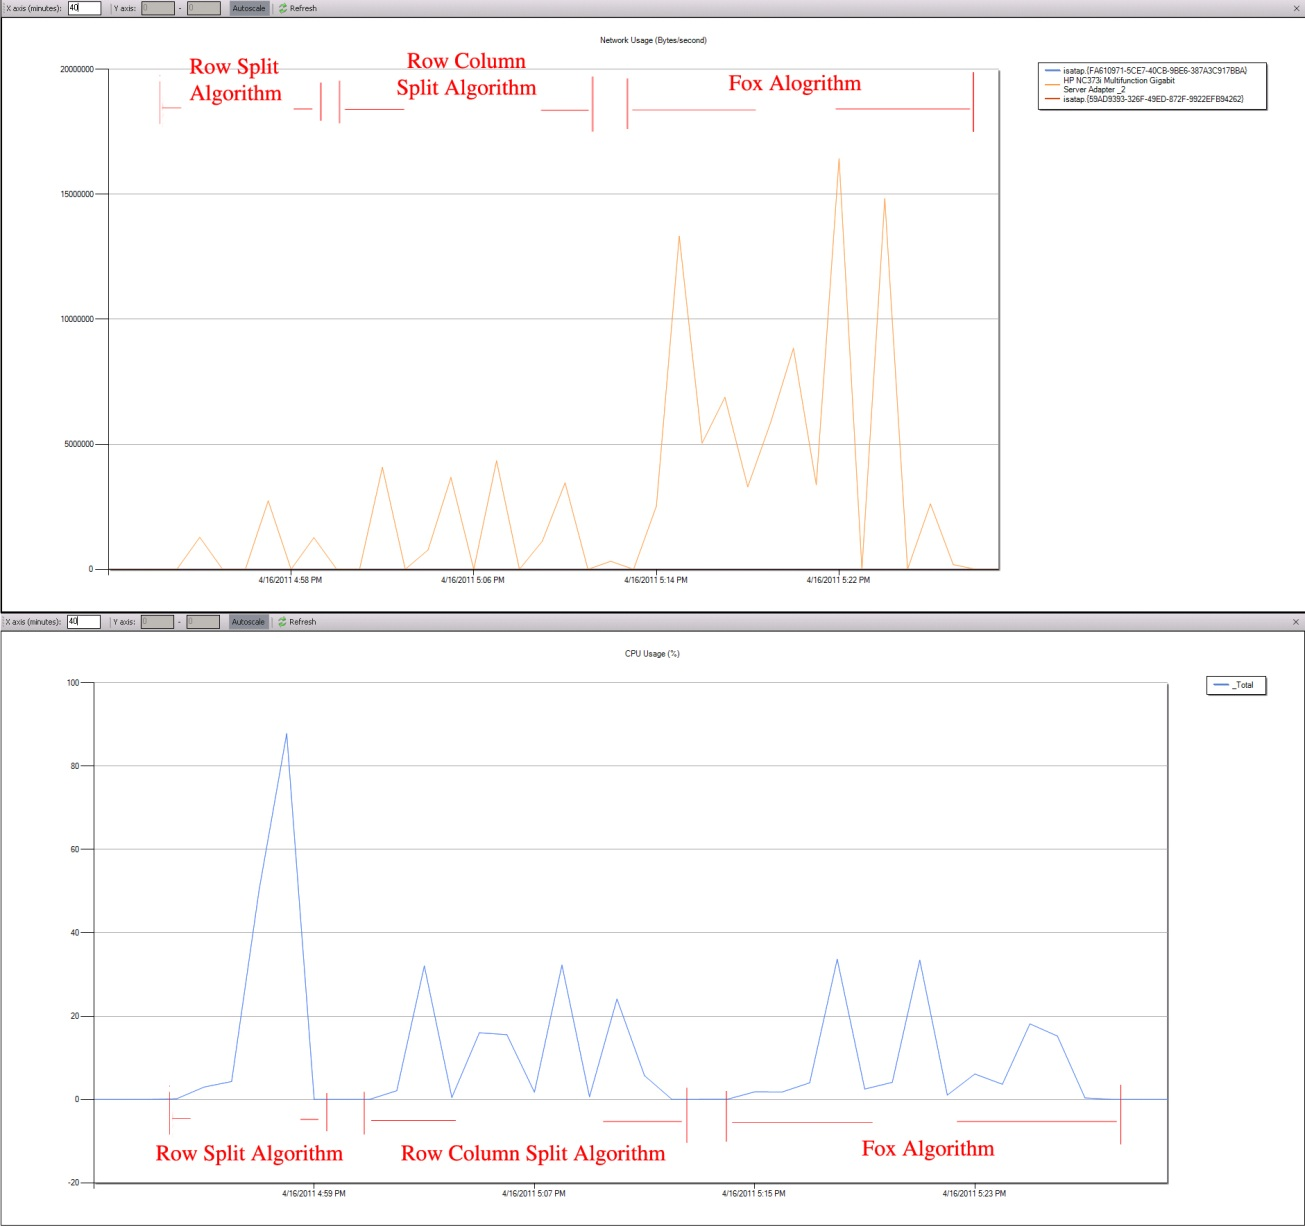 X axis (minutes): 40 Y axis: 0 - 0 Autoscale Refresh
Network Usage (Bytes/second)
20000000
15000000
10000000
5000000
0
Row Split
Algorithm
Row Column
Split Algorithm
Fox Alogrithm
isatap.{FA610971-5CE7-40CB-9BE6-387A3C917BBA}
HP NC373i Multifunction Gigabit
Server Adapter _2
isatap.{59AD9393-326F-49ED-872F-9922EFB94262}
4/16/2011 4:58 PM
4/16/2011 5:06 PM
4/16/2011 5:14 PM
4/16/2011 5:22 PM
X axis (minutes): 40 Y axis: 0 - 0 Autoscale Refresh
CPU Usage (%)
_Total
100
80
60
40
20
0
-20
Row Split Algorithm
Row Column Split Algorithm
Fox Algorithm
4/16/2011 4:59 PM
4/16/2011 5:07 PM
4/16/2011 5:15 PM
4/16/2011 5:23 PM